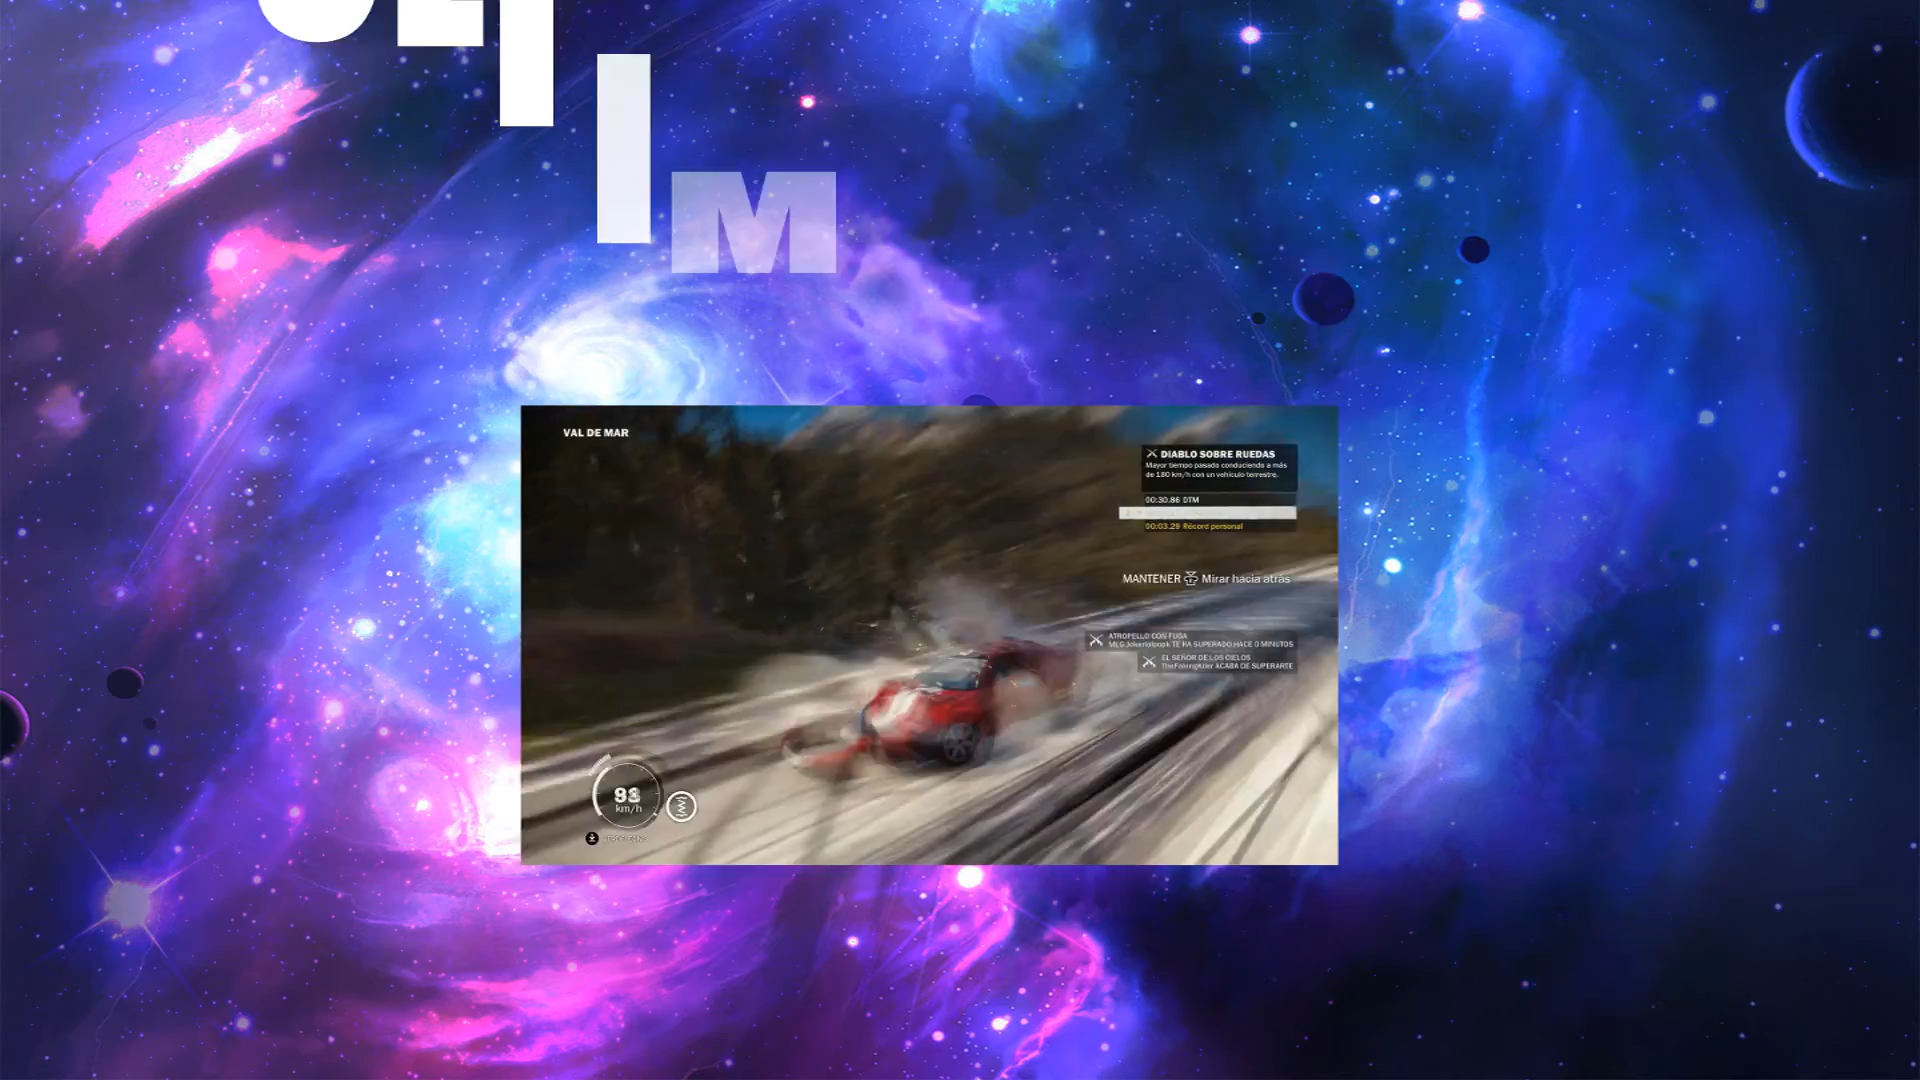 I
M
VAL DE MAR
DIABLO SOBRE RUEDAS
Mayor tiempo pasado conduciendo a más
de 180 km/h con un vehículo terrestre.
00:30.86 DTM
00:03.29 Récord personal
MANTENER Mirar hacia atrás
ATROPELLO CON FUGA
TE HA SUPERADO HACE 0 MINUTOS
EL SEÑOR DE LOS CIELOS
ACABA DE SUPERARTE
93
km/h